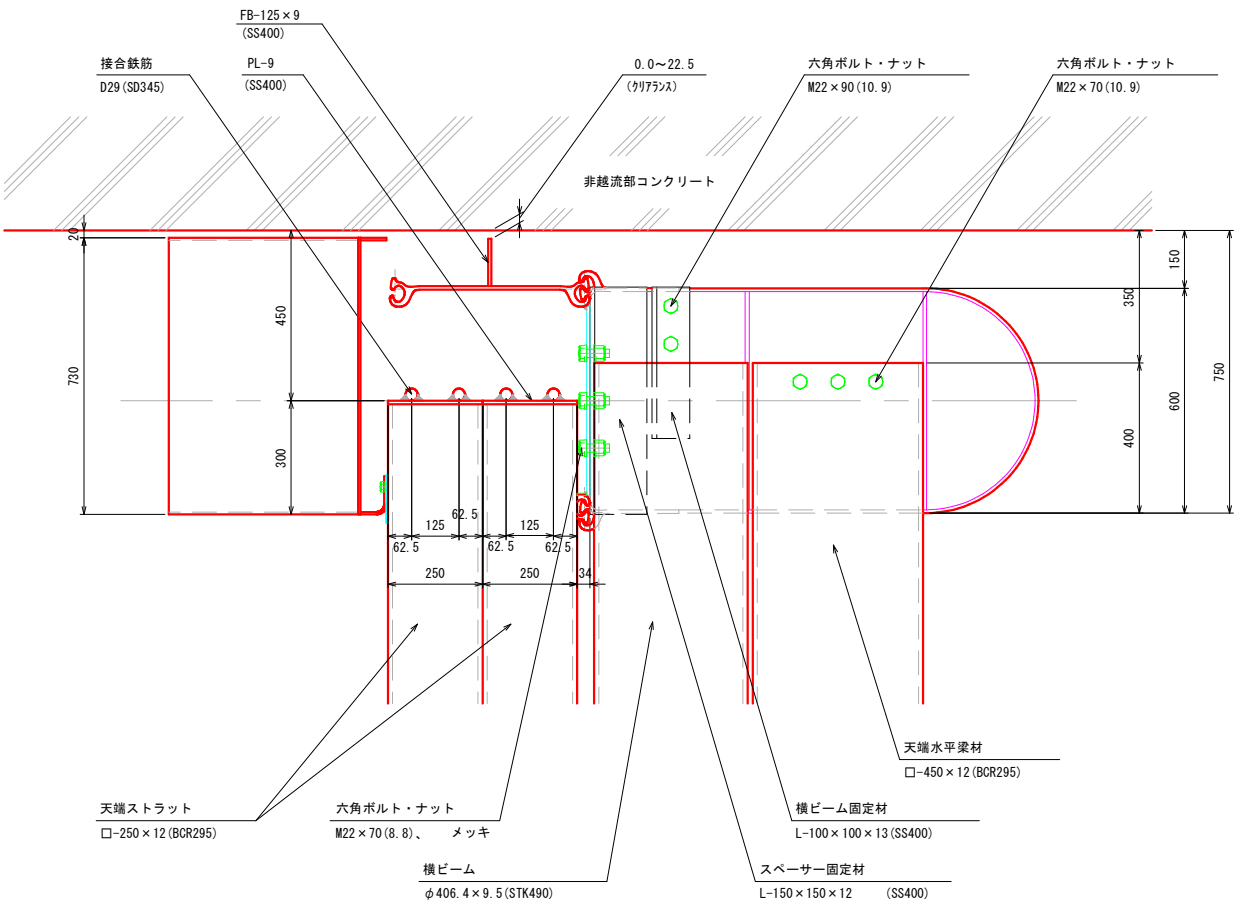 FB-125×9
(SS400)
接合鉄筋
D29(SD345)
PL-9
(SS400)
0.0～22.5
(クリアランス)
六角ボルト・ナット
M22×90(10.9)
六角ボルト・ナット
M22×70(10.9)
非越流部コンクリート
20
730
450
300
150
350
600
750
400
62.5
125
125
62.5
62.5
62.5
250
250
34
天端水平梁材
□-450×12(BCR295)
天端ストラット
□-250×12(BCR295)
六角ボルト・ナット
M22×70(8.8)、 メッキ
横ビーム固定材
L-100×100×13(SS400)
横ビーム
φ406.4×9.5(STK490)
スペーサー固定材
L-150×150×12 (SS400)